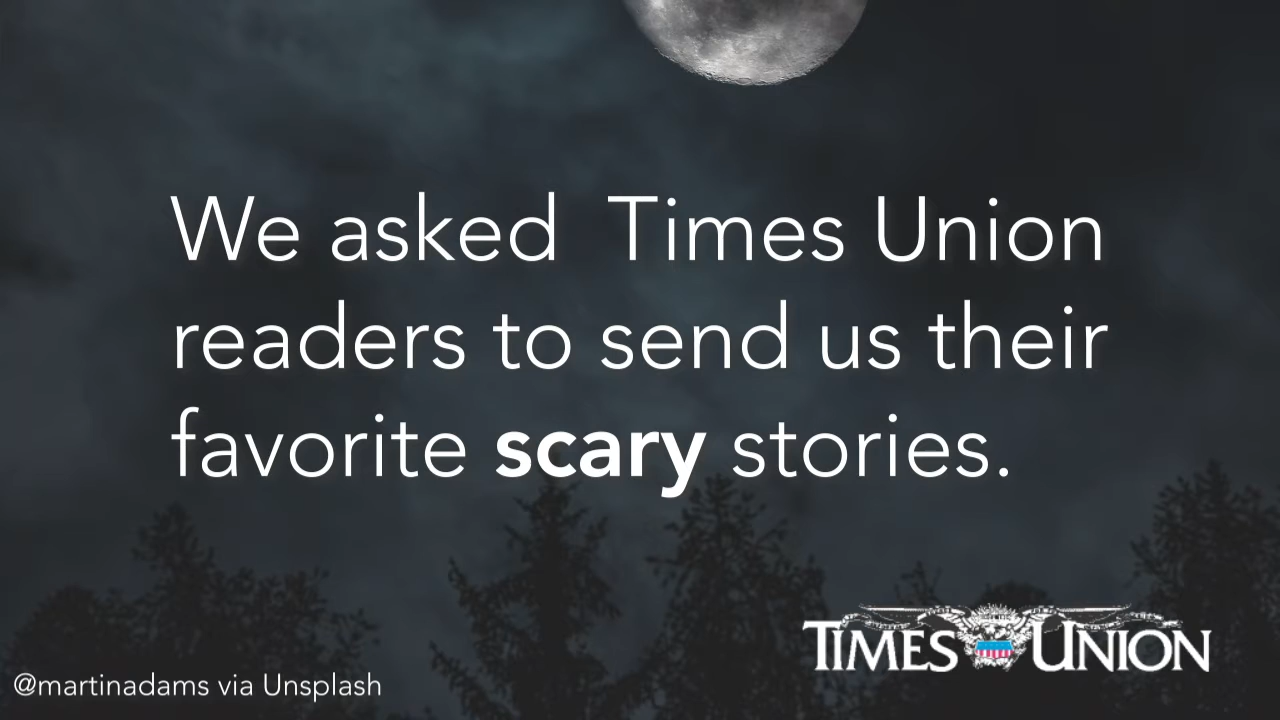 We asked  Times Union
readers to send us their
favorite scary stories.
TIMES UNION
@martinadams via Unsplash